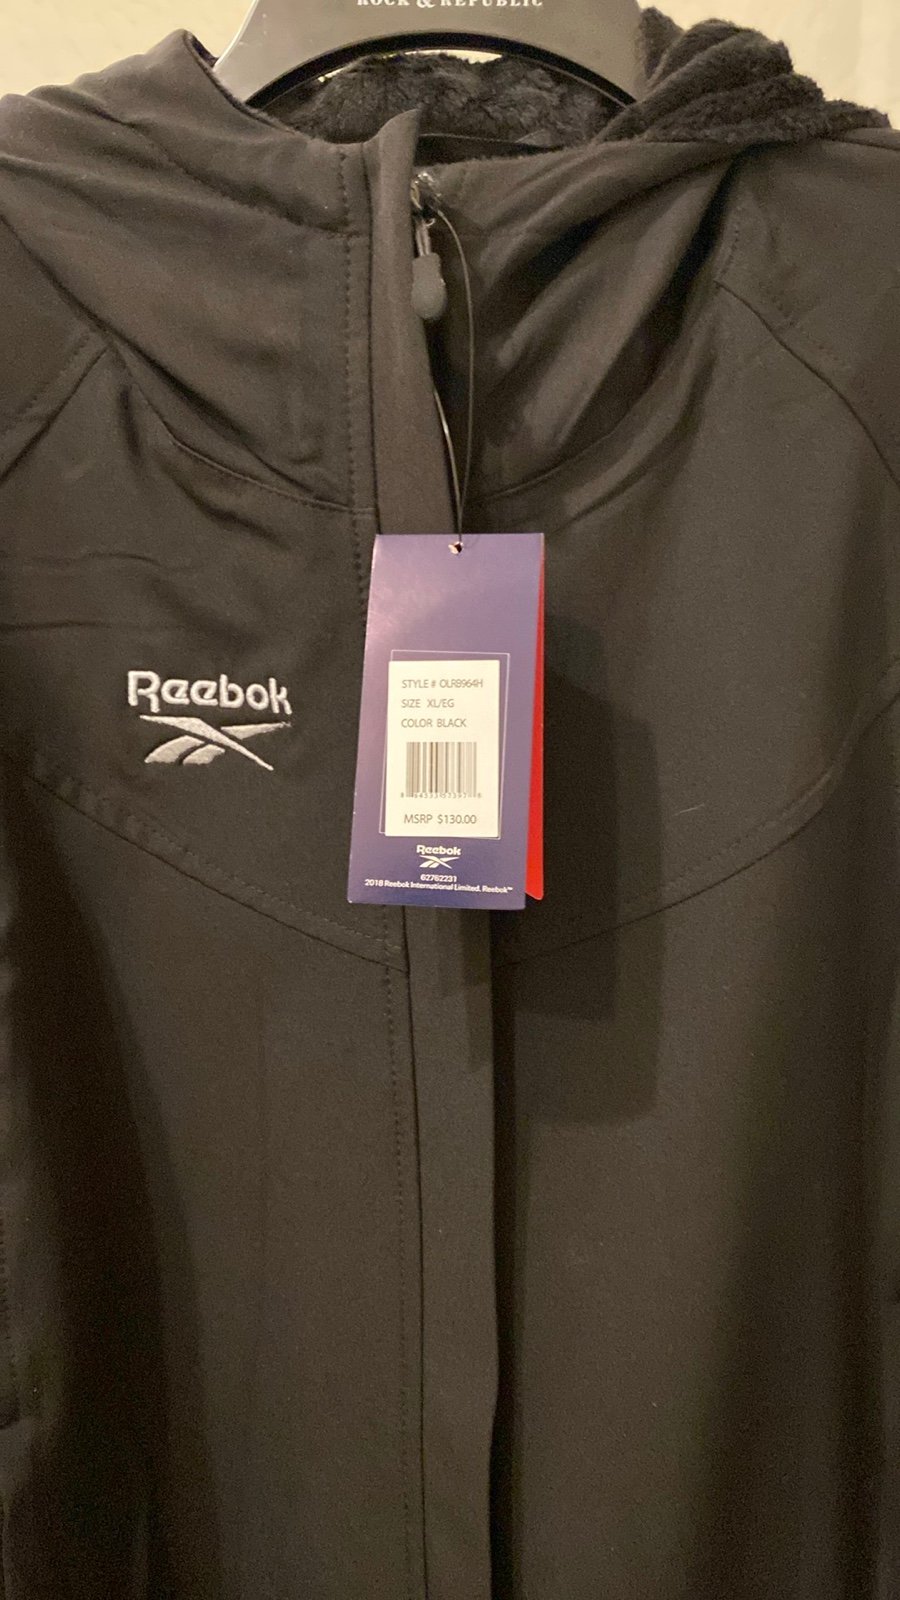 ROCK & REPUBLIC
Reebok
STYLE # OLRB964H
SIZE XL/EG
COLOR BLACK
MSRP $130.00
Reebok
62762231
2018 Reebok International Limited. Reebok™